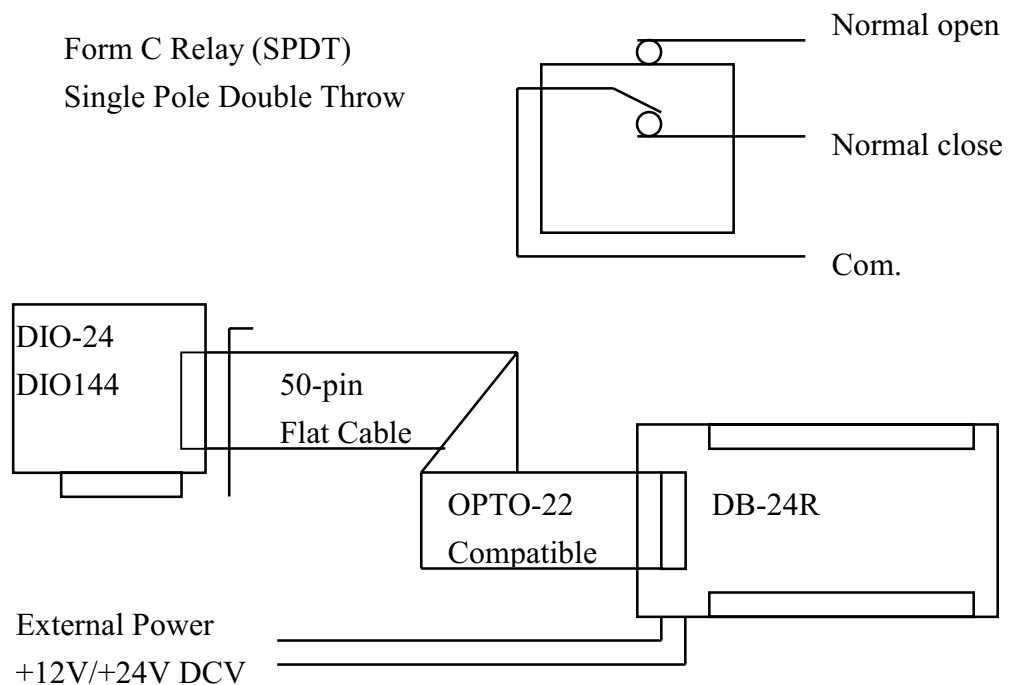 Form C Relay (SPDT)
Single Pole Double Throw
Normal open
Normal close
Com.
DIO-24
DIO144
50-pin
Flat Cable
OPTO-22
Compatible
DB-24R
External Power
+12V/+24V DCV